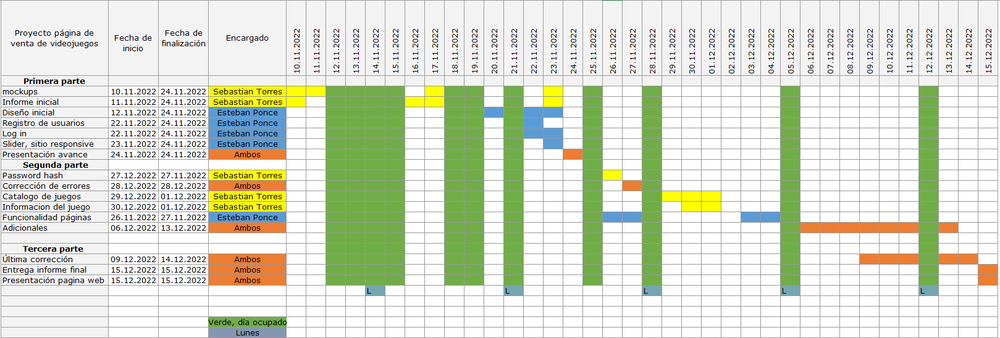 Proyecto página de venta de videojuegos Fecha de inicio Fecha de finalización Encargado 10.11.2022 11.11.2022 12.11.2022 13.11.2022 14.11.2022 15.11.2022 16.11.2022 17.11.2022 18.11.2022 19.11.2022 20.11.2022 21.11.2022 22.11.2022 23.11.2022 24.11.2022 25.11.2022 26.11.2022 27.11.2022 28.11.2022 29.11.2022 30.11.2022 01.12.2022 02.12.2022 03.12.2022 04.12.2022 05.12.2022 06.12.2022 07.12.2022 08.12.2022 09.12.2022 10.12.2022 11.12.2022 12.12.2022 13.12.2022 14.12.2022 15.12.2022
Primera parte
mockups 10.11.2022 24.11.2022 Sebastian Torres
Informe inicial 11.11.2022 24.11.2022 Sebastian Torres
Diseño inicial 12.11.2022 24.11.2022 Esteban Ponce
Registro de usuarios 22.11.2022 24.11.2022 Esteban Ponce
Log in 22.11.2022 24.11.2022 Esteban Ponce
Slider, sitio responsive 23.11.2022 24.11.2022 Esteban Ponce
Presentación avance 24.11.2022 24.11.2022 Ambos
Segunda parte
Password hash 27.12.2022 27.11.2022 Sebastian Torres
Corrección de errores 28.12.2022 28.12.2022 Ambos
Catalogo de juegos 29.12.2022 01.12.2022 Sebastian Torres
Informacion del juego 30.12.2022 01.12.2022 Sebastian Torres
Funcionalidad páginas 26.11.2022 27.11.2022 Esteban Ponce
Adicionales 06.12.2022 13.12.2022 Ambos
Tercera parte
Última corrección 09.12.2022 14.12.2022 Ambos
Entrega informe final 15.12.2022 15.12.2022 Ambos
Presentación pagina web 15.12.2022 15.12.2022 Ambos
L L L L L
Verde, día ocupado
Lunes